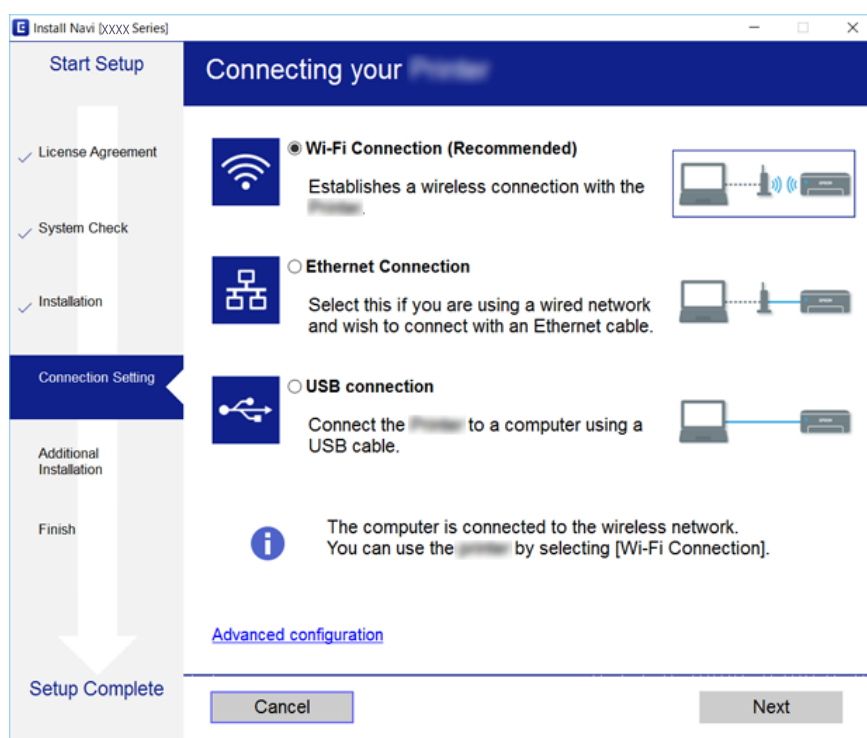 Install Navi [XXXX Series]
Start Setup
License Agreement
System Check
Installation
Connection Setting
Additional
Installation
Finish
Setup Complete
Connecting your
Wi-Fi Connection (Recommended)
Establishes a wireless connection with the
.
Ethernet Connection
Select this if you are using a wired network
and wish to connect with an Ethernet cable.
USB connection
Connect the to a computer using a
USB cable.
The computer is connected to the wireless network.
You can use the by selecting [Wi-Fi Connection].
Advanced configuration
Cancel
Next